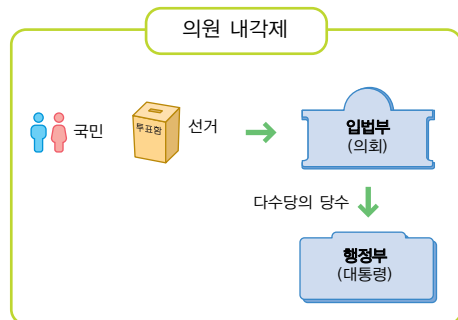 의원 내각제
국민
투표함
선거
입법부
(의회)
다수당의 당수
행정부
(대통령)